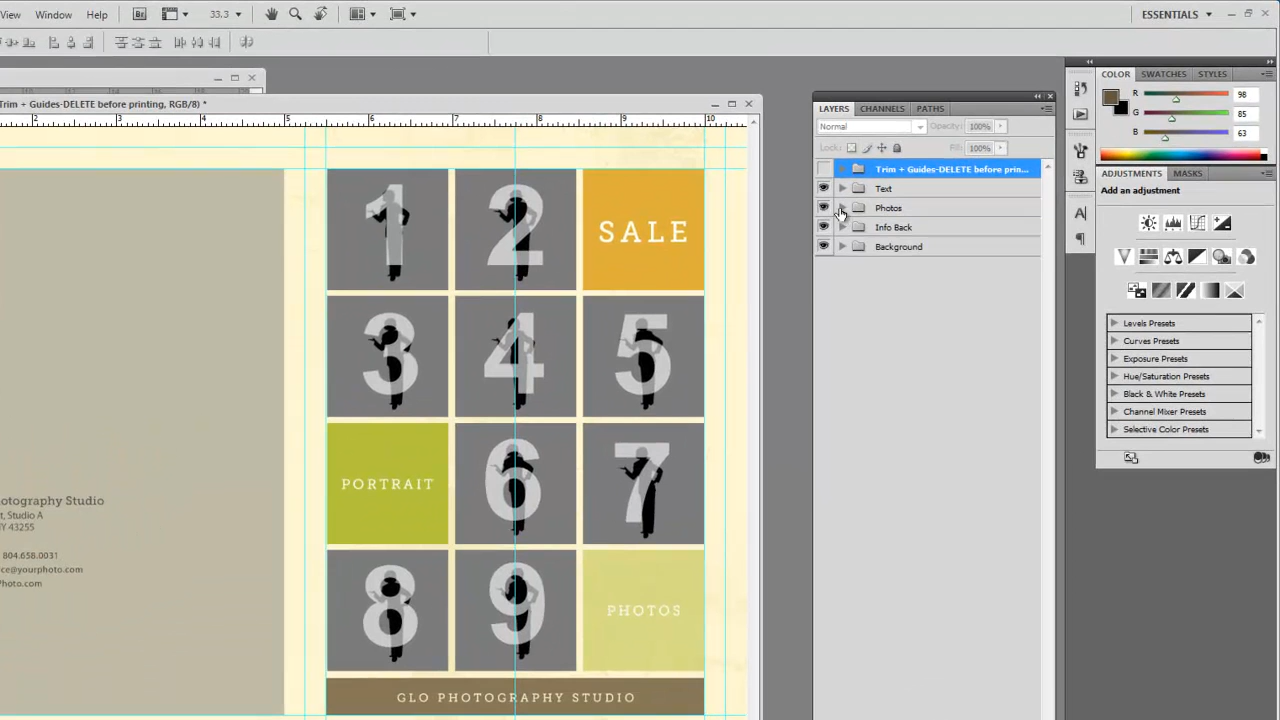 View Window Help Br 33.3 ESSENTIALS
Trim + Guides-DELETE before printing, RGB/8) *
2 3 4 5 6 7 8 9 10
1 2 SALE
3 4 5
PORTRAIT 6 7
8 9 PHOTOS
GLO PHOTOGRAPHY STUDIO
otography Studio
t, Studio A
NY 43255
804.658.0031
ce@yourphoto.com
Photo.com
LAYERS CHANNELS PATHS
Normal Opacity: 100%
Lock: Fill: 100%
Trim + Guides-DELETE before prin...
Text
Photos
Info Back
Background
COLOR SWATCHES STYLES
R 98
G 85
B 63
ADJUSTMENTS MASKS
Add an adjustment
Levels Presets
Curves Presets
Exposure Presets
Hue/Saturation Presets
Black & White Presets
Channel Mixer Presets
Selective Color Presets